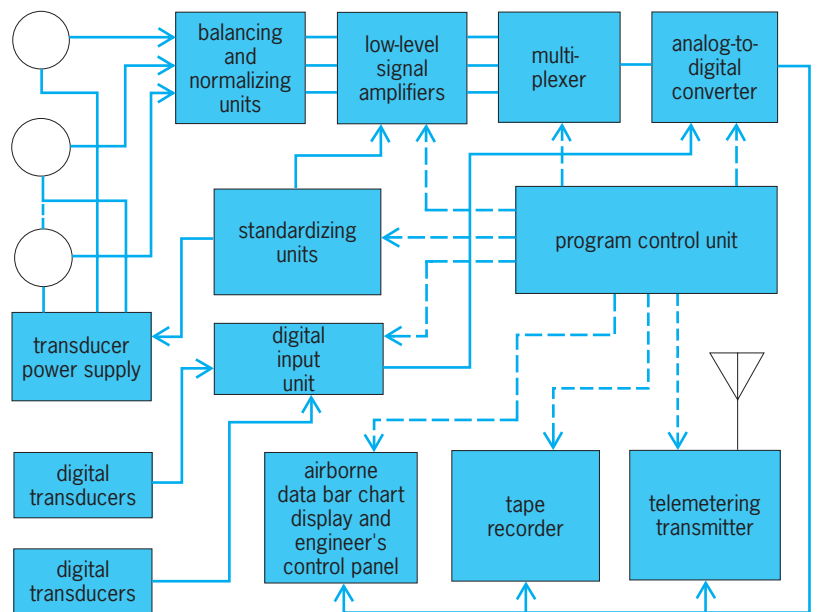 balancing
and
normalizing
units
low-level
signal
amplifiers
multi-
plexer
analog-to-
digital
converter
standardizing
units
program control unit
transducer
power supply
digital
input
unit
digital
transducers
airborne
data bar chart
display and
engineer's
control panel
tape
recorder
telemetering
transmitter
digital
transducers